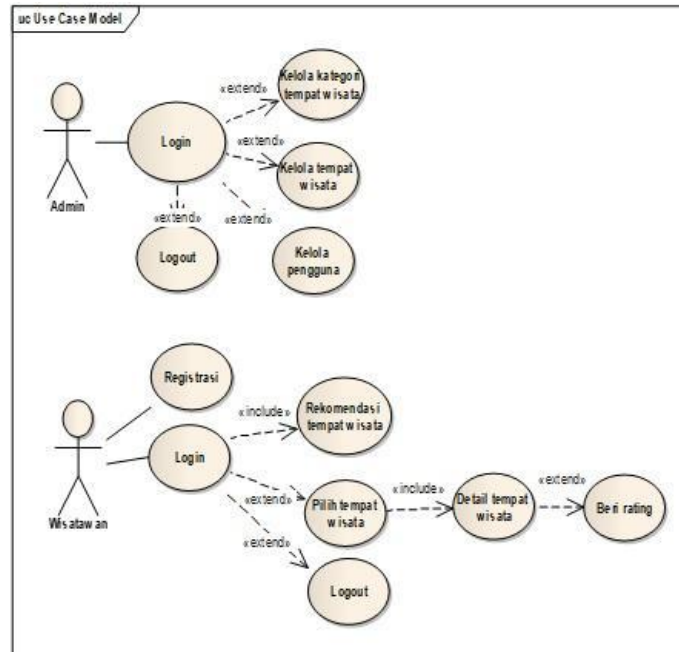 uc Use Case Model
Kelola kategori
tempat wisata
«extend»
Login
«extend»
Kelola tempat
wisata
Admin
«extend»
«extend»
Logout
Kelola
pengguna
Registrasi
«include»
Rekomendasi
tempat wisata
Login
«include»
«extend»
«extend»
Pilih tempat
wisata
Detail tempat
wisata
Beri rating
Wisatawan
«extend»
Logout